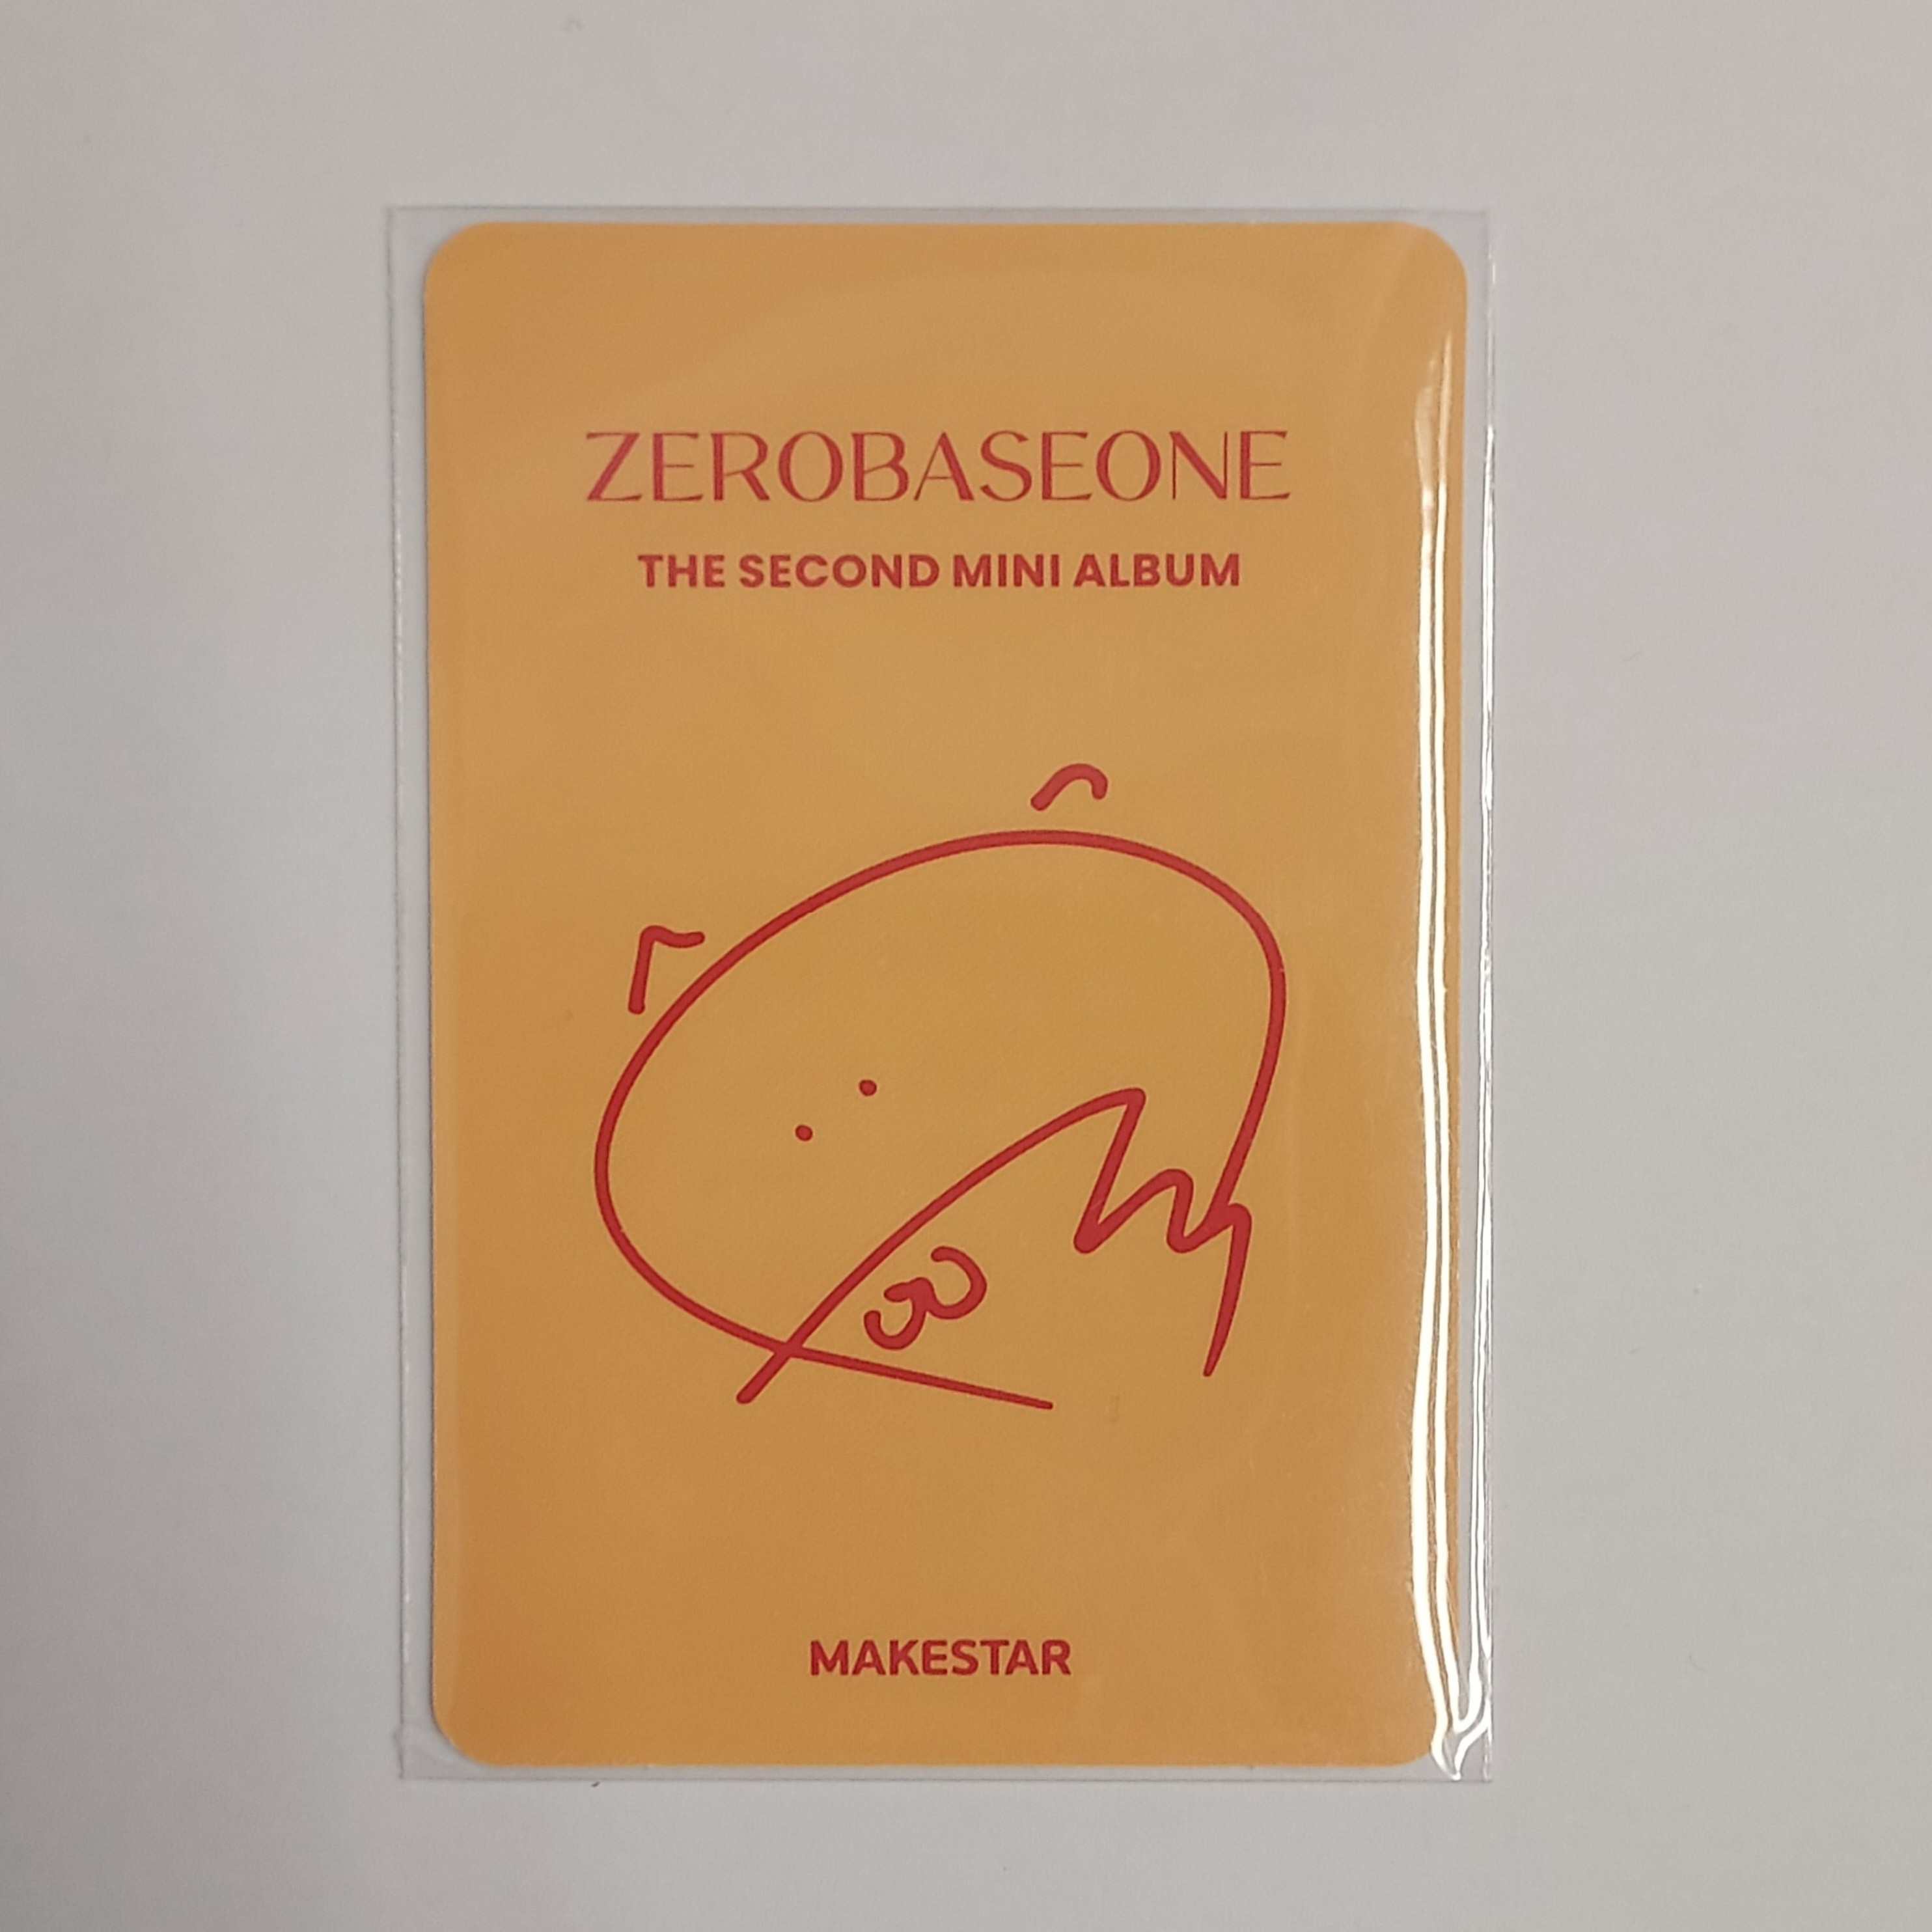 ZEROBASEONE
THE SECOND MINI ALBUM
MAKESTAR